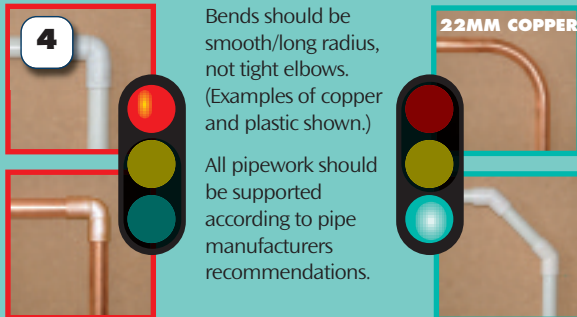 4
Bends should be
smooth/long radius,
not tight elbows.
(Examples of copper
and plastic shown.)
All pipework should
be supported
according to pipe
manufacturers
recommendations.
22MM COPPER